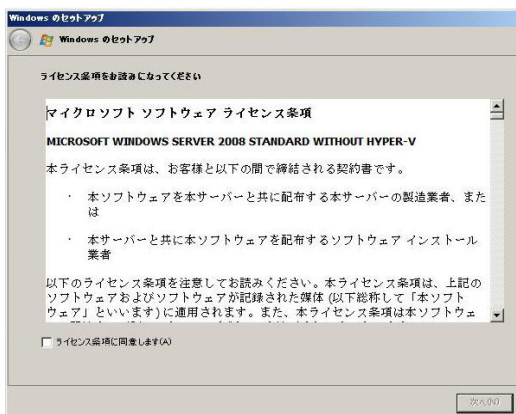 Windows のセットアップ
Windows のセットアップ
ライセンス条項をお読みになってください
マイクロソフト ソフトウェア ライセンス条項
MICROSOFT WINDOWS SERVER 2008 STANDARD WITHOUT HYPER-V
本ライセンス条項は、お客様と以下の間で締結される契約書です。
· 本ソフトウェアを本サーバーと共に配布する本サーバーの製造業者、また
は
· 本サーバーと共に本ソフトウェアを配布するソフトウェア インストール
業者
以下のライセンス条項を注意してお読みください。本ライセンス条項は、上記の
ソフトウェアおよびソフトウェアが記録された媒体 (以下総称して「本ソフト
ウェア」といいます) に適用されます。また、本ライセンス条項は本ソフトウェ
ライセンス条項に同意します(A)
次へ(N)